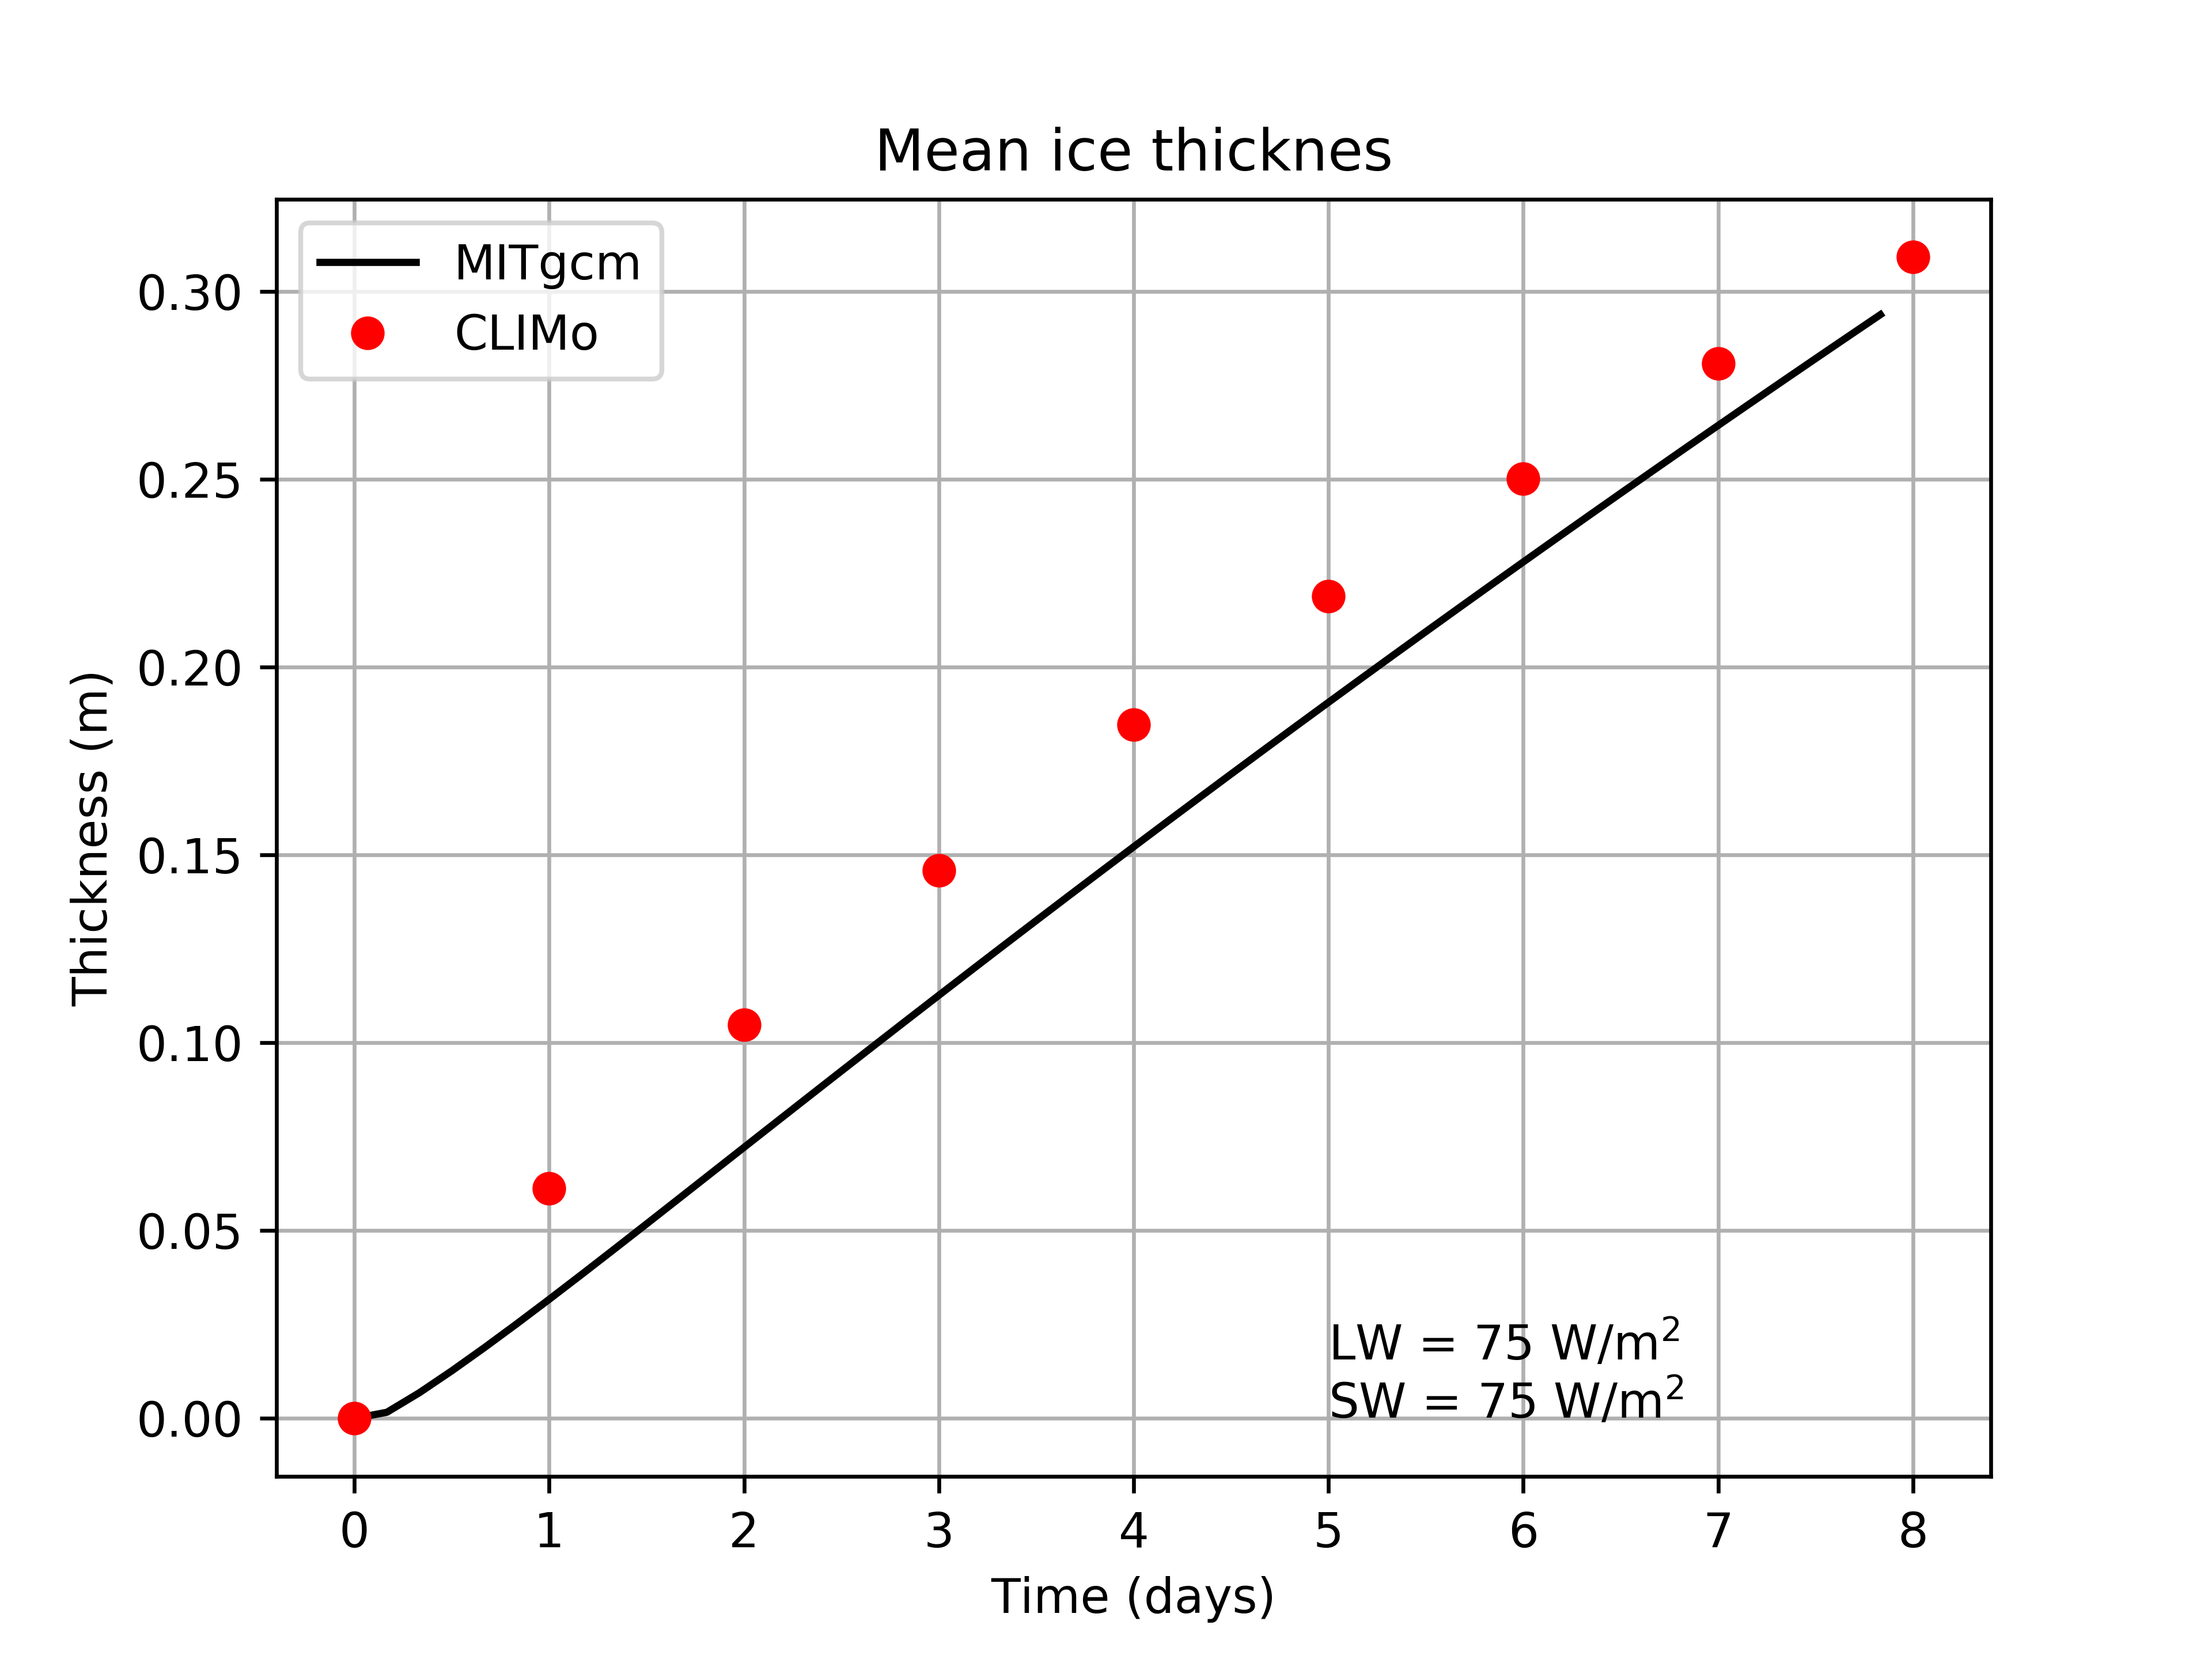 Mean ice thicknes
MITgcm
CLIMo
0.30
0.25
0.20
0.15
0.10
0.05
0.00
Thickness (m)
LW = 75 W/m²
SW = 75 W/m²
0 1 2 3 4 5 6 7 8
Time (days)